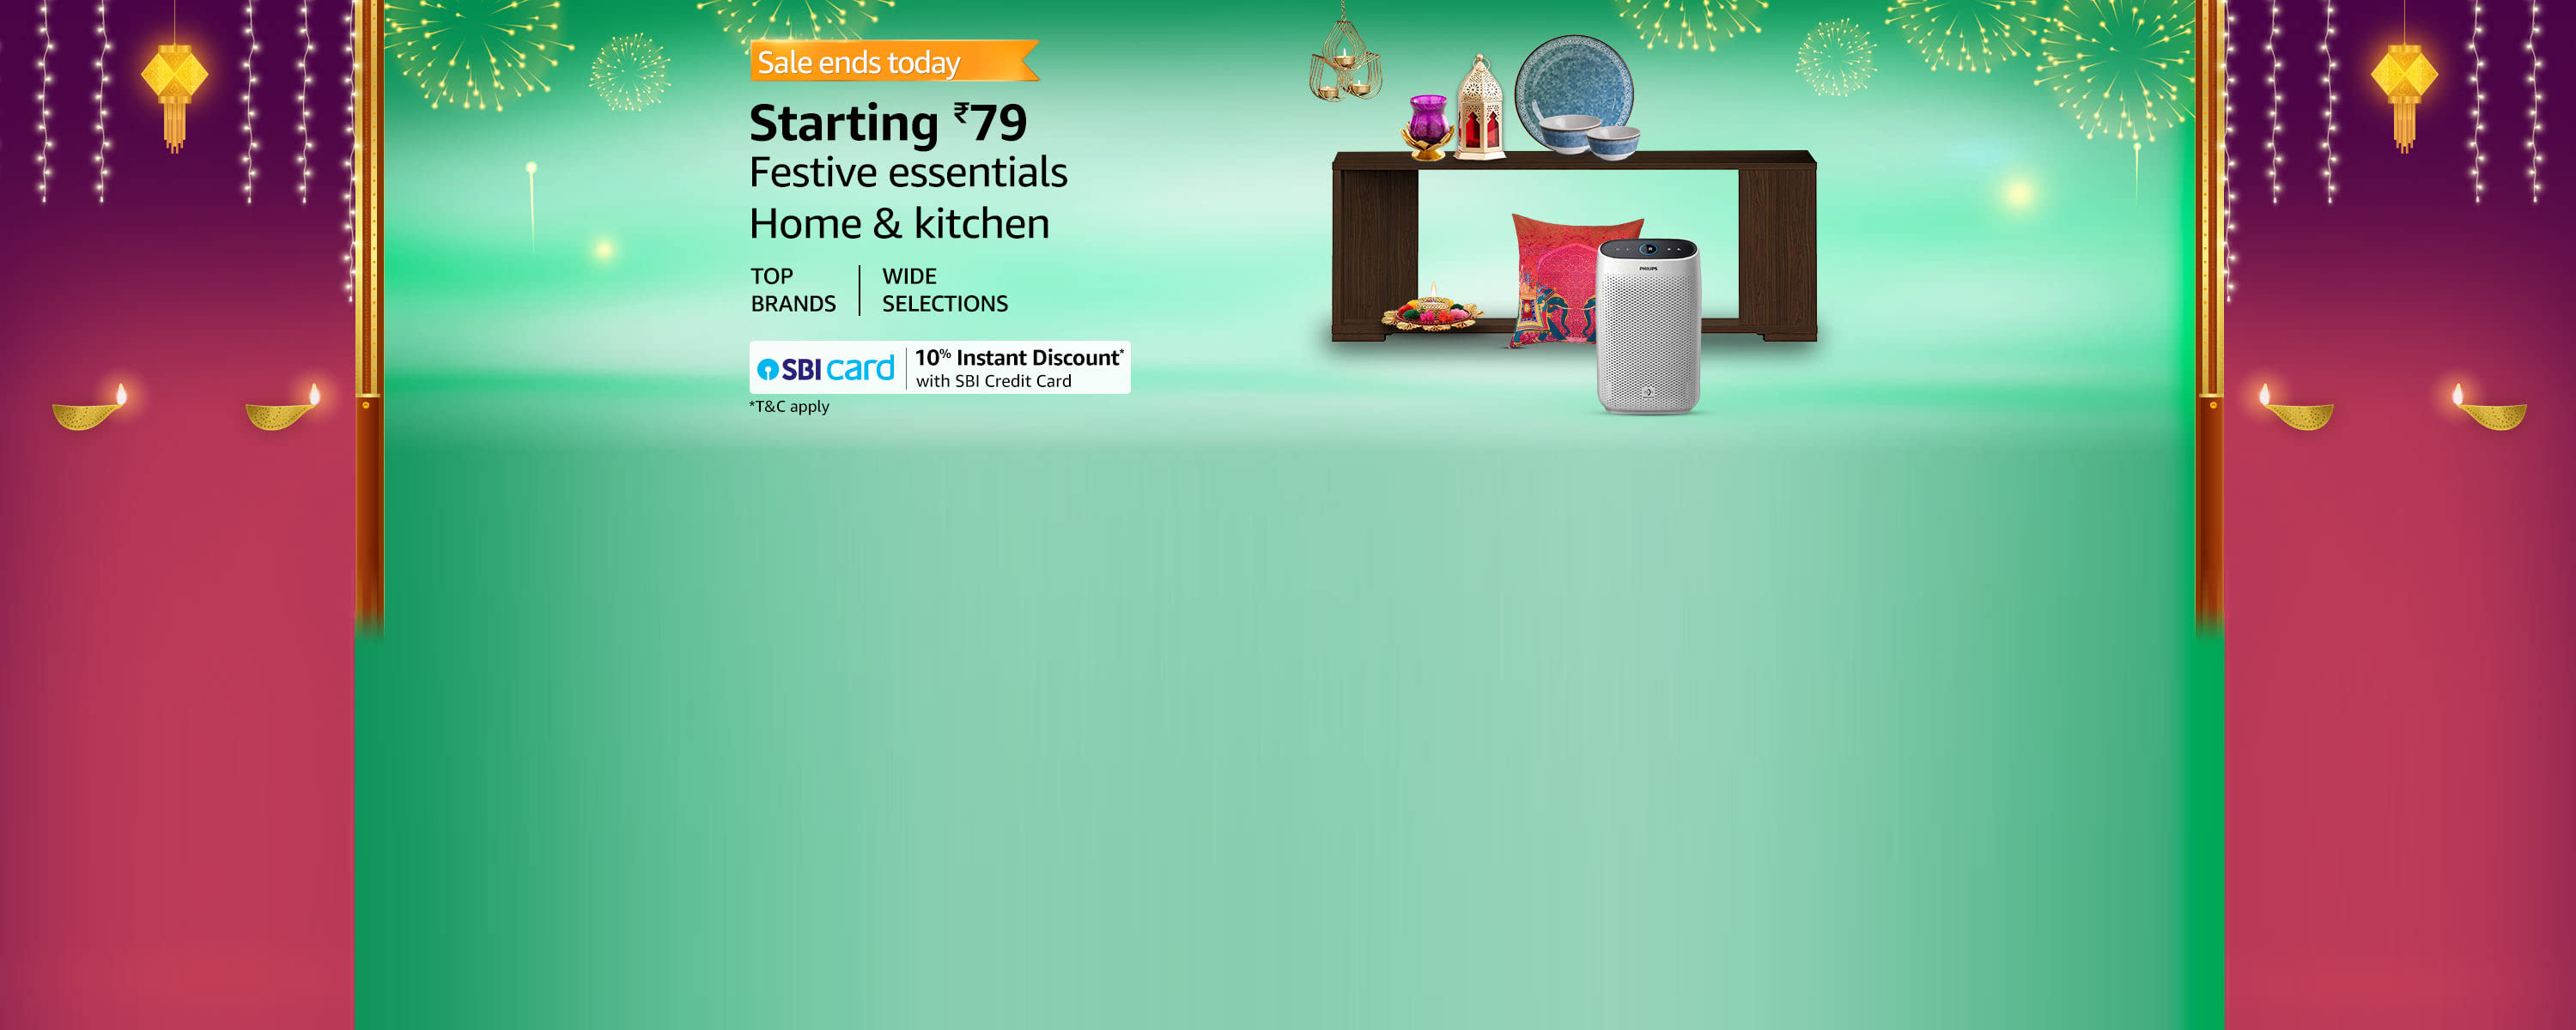 Sale ends today
Starting ₹79
Festive essentials
Home & kitchen
TOP
BRANDS
WIDE
SELECTIONS
SBI card
10% Instant Discount*
with SBI Credit Card
*T&C apply
PHILIPS